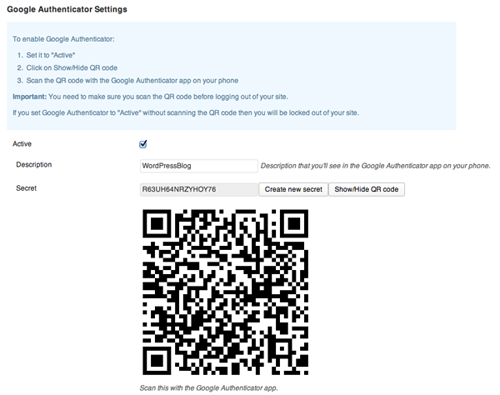 Google Authenticator Settings
To enable Google Authenticator:
1. Set it to "Active"
2. Click on Show/Hide QR code
3. Scan the QR code with the Google Authenticator app on your phone
Important: You need to make sure you scan the QR code before logging out of your site.
If you set Google Authenticator to "Active" without scanning the QR code then you will be locked out of your site.
Active
Description WordPressBlog Description that you'll see in the Google Authenticator app on your phone.
Secret R63UH64NRZYHOY76 Create new secret Show/Hide QR code
Scan this with the Google Authenticator app.